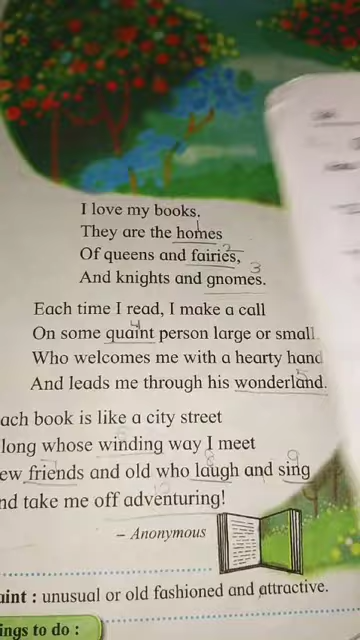 I love my books.
They are the homes
Of queens and fairies,
And knights and gnomes.
Each time I read, I make a call
On some quaint person large or small.
Who welcomes me with a hearty hand
And leads me through his wonderland.
ach book is like a city street
long whose winding way I meet
ew friends and old who laugh and sing
nd take me off adventuring!
– Anonymous
aint : unusual or old fashioned and attractive.
ings to do :